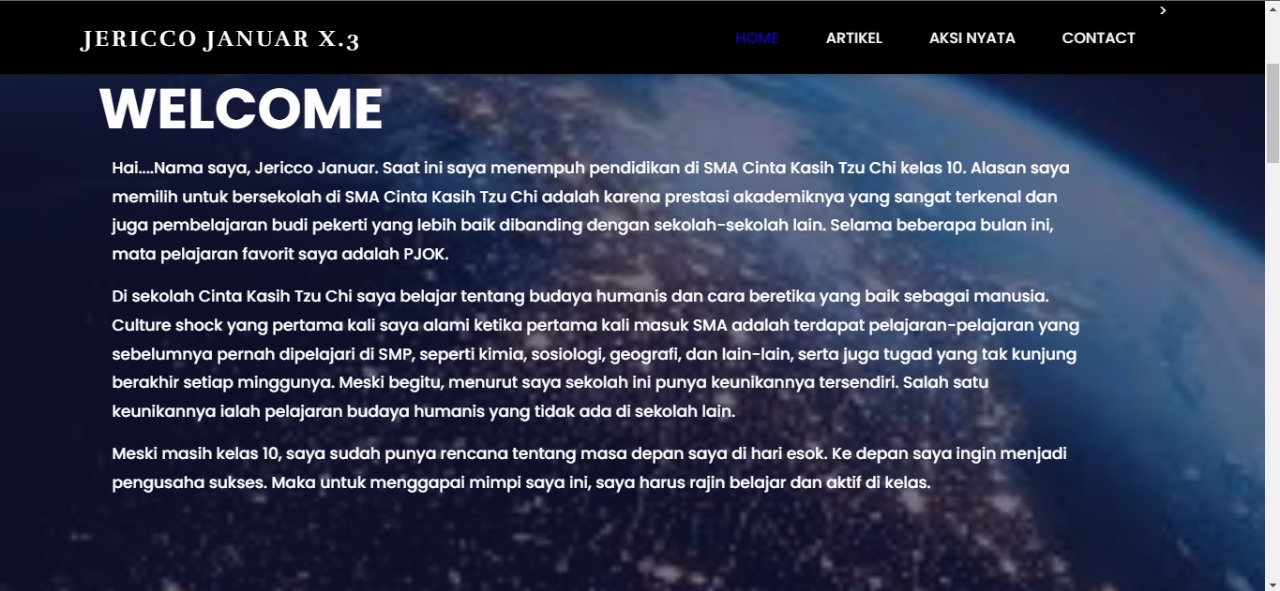 >
JERICCO JANUAR X.3
HOME ARTIKEL AKSI NYATA CONTACT
WELCOME
Hai....Nama saya, Jericco Januar. Saat ini saya menempuh pendidikan di SMA Cinta Kasih Tzu Chi kelas 10. Alasan saya
memilih untuk bersekolah di SMA Cinta Kasih Tzu Chi adalah karena prestasi akademiknya yang sangat terkenal dan
juga pembelajaran budi pekerti yang lebih baik dibanding dengan sekolah-sekolah lain. Selama beberapa bulan ini,
mata pelajaran favorit saya adalah PJOK.
Di sekolah Cinta Kasih Tzu Chi saya belajar tentang budaya humanis dan cara beretika yang baik sebagai manusia.
Culture shock yang pertama kali saya alami ketika pertama kali masuk SMA adalah terdapat pelajaran-pelajaran yang
sebelumnya pernah dipelajari di SMP, seperti kimia, sosiologi, geografi, dan lain-lain, serta juga tugad yang tak kunjung
berakhir setiap minggunya. Meski begitu, menurut saya sekolah ini punya keunikannya tersendiri. Salah satu
keunikannya ialah pelajaran budaya humanis yang tidak ada di sekolah lain.
Meski masih kelas 10, saya sudah punya rencana tentang masa depan saya di hari esok. Ke depan saya ingin menjadi
pengusaha sukses. Maka untuk menggapai mimpi saya ini, saya harus rajin belajar dan aktif di kelas.